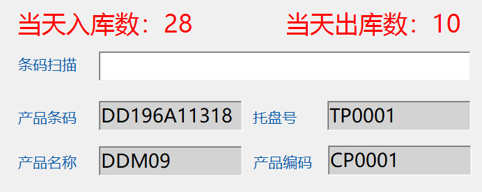 当天入库数：28 当天出库数：10
条码扫描
产品条码 DD196A11318 托盘号 TP0001
产品名称 DDM09 产品编码 CP0001